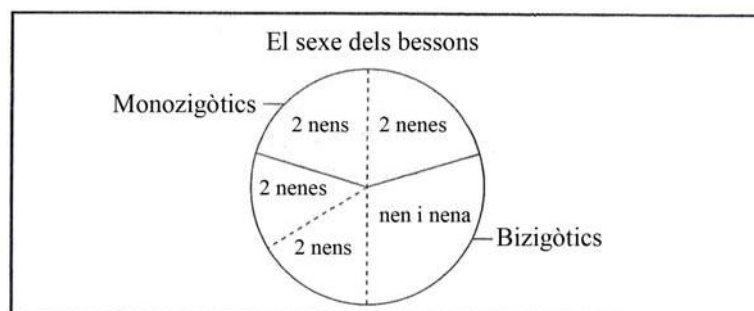 El sexe dels bessons
Monozigòtics
2 nens
2 nenes
2 nenes
nen i nena
2 nens
Bizigòtics